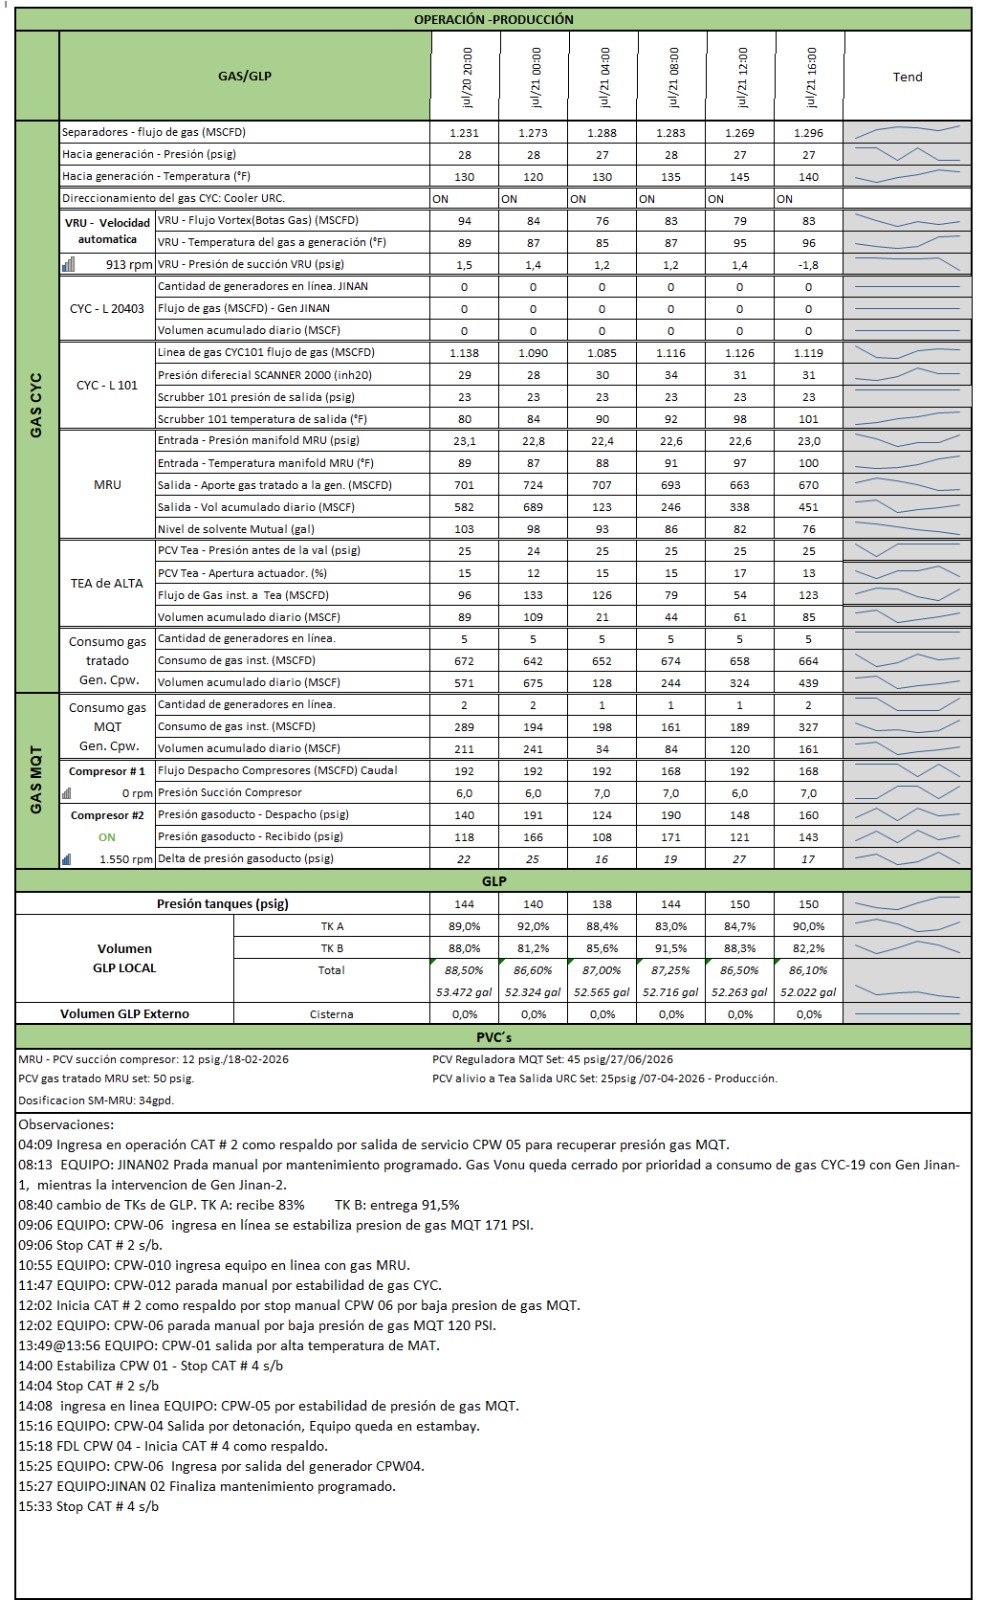 OPERACIÓN -PRODUCCIÓN
GAS/GLP jul/20 20:00 jul/21 00:00 jul/21 04:00 jul/21 08:00 jul/21 12:00 jul/21 16:00 Tend
GAS CYC
Separadores - flujo de gas (MSCFD) 1.231 1.273 1.288 1.283 1.269 1.296
Hacia generación - Presión (psig) 28 28 27 28 27 27
Hacia generación - Temperatura (°F) 130 120 130 135 145 140
Direccionamiento del gas CYC: Cooler URC. ON ON ON ON ON ON
VRU - Velocidad automatica
913 rpm
VRU - Flujo Vortex(Botas Gas) (MSCFD) 94 84 76 83 79 83
VRU - Temperatura del gas a generación (°F) 89 87 85 87 95 96
VRU - Presión de succión VRU (psig) 1,5 1,4 1,2 1,2 1,4 -1,8
CYC - L 20403
Cantidad de generadores en línea. JINAN 0 0 0 0 0 0
Flujo de gas (MSCFD) - Gen JINAN 0 0 0 0 0 0
Volumen acumulado diario (MSCF) 0 0 0 0 0 0
CYC - L 101
Linea de gas CYC101 flujo de gas (MSCFD) 1.138 1.090 1.085 1.116 1.126 1.119
Presión diferecial SCANNER 2000 (inh20) 29 28 30 34 31 31
Scrubber 101 presión de salida (psig) 23 23 23 23 23 23
Scrubber 101 temperatura de salida (°F) 80 84 90 92 98 101
MRU
Entrada - Presión manifold MRU (psig) 23,1 22,8 22,4 22,6 22,6 23,0
Entrada - Temperatura manifold MRU (°F) 89 87 88 91 97 100
Salida - Aporte gas tratado a la gen. (MSCFD) 701 724 707 693 663 670
Salida - Vol acumulado diario (MSCF) 582 689 123 246 338 451
Nivel de solvente Mutual (gal) 103 98 93 86 82 76
TEA de ALTA
PCV Tea - Presión antes de la val (psig) 25 24 25 25 25 25
PCV Tea - Apertura actuador. (%) 15 12 15 15 17 13
Flujo de Gas inst. a Tea (MSCFD) 96 133 126 79 54 123
Volumen acumulado diario (MSCF) 89 109 21 44 61 85
Consumo gas tratado Gen. Cpw.
Cantidad de generadores en línea. 5 5 5 5 5 5
Consumo de gas inst. (MSCFD) 672 642 652 674 658 664
Volumen acumulado diario (MSCF) 571 675 128 244 324 439
GAS MQT
Consumo gas MQT Gen. Cpw.
Cantidad de generadores en línea. 2 2 1 1 1 2
Consumo de gas inst. (MSCFD) 289 194 198 161 189 327
Volumen acumulado diario (MSCF) 211 241 34 84 120 161
Compresor # 1
0 rpm
Flujo Despacho Compresores (MSCFD) Caudal 192 192 192 168 192 168
Presión Succión Compresor 6,0 6,0 7,0 7,0 6,0 7,0
Compresor #2
ON
1.550 rpm
Presión gasoducto - Despacho (psig) 140 191 124 190 148 160
Presión gasoducto - Recibido (psig) 118 166 108 171 121 143
Delta de presión gasoducto (psig) 22 25 16 19 27 17
GLP
Presión tanques (psig) 144 140 138 144 150 150
Volumen GLP LOCAL
TK A 89,0% 92,0% 88,4% 83,0% 84,7% 90,0%
TK B 88,0% 81,2% 85,6% 91,5% 88,3% 82,2%
Total 88,50% 86,60% 87,00% 87,25% 86,50% 86,10%
53.472 gal 52.324 gal 52.565 gal 52.716 gal 52.263 gal 52.022 gal
Volumen GLP Externo Cisterna 0,0% 0,0% 0,0% 0,0% 0,0% 0,0%
PVC´s
MRU - PCV succión compresor: 12 psig./18-02-2026 PCV Reguladora MQT Set: 45 psig/27/06/2026
PCV gas tratado MRU set: 50 psig. PCV alivio a Tea Salida URC Set: 25psig /07-04-2026 - Producción.
Dosificacion SM-MRU: 34gpd.
Observaciones:
04:09 Ingresa en operación CAT # 2 como respaldo por salida de servicio CPW 05 para recuperar presión gas MQT.
08:13 EQUIPO: JINAN02 Prada manual por mantenimiento programado. Gas Vonu queda cerrado por prioridad a consumo de gas CYC-19 con Gen Jinan-
1, mientras la intervencion de Gen Jinan-2.
08:40 cambio de TKs de GLP. TK A: recibe 83% TK B: entrega 91,5%
09:06 EQUIPO: CPW-06 ingresa en línea se estabiliza presion de gas MQT 171 PSI.
09:06 Stop CAT # 2 s/b.
10:55 EQUIPO: CPW-010 ingresa equipo en linea con gas MRU.
11:47 EQUIPO: CPW-012 parada manual por estabilidad de gas CYC.
12:02 Inicia CAT # 2 como respaldo por stop manual CPW 06 por baja presion de gas MQT.
12:02 EQUIPO: CPW-06 parada manual por baja presión de gas MQT 120 PSI.
13:49@13:56 EQUIPO: CPW-01 salida por alta temperatura de MAT.
14:00 Estabiliza CPW 01 - Stop CAT # 4 s/b
14:04 Stop CAT # 2 s/b
14:08 ingresa en linea EQUIPO: CPW-05 por estabilidad de presión de gas MQT.
15:16 EQUIPO: CPW-04 Salida por detonación, Equipo queda en estambay.
15:18 FDL CPW 04 - Inicia CAT # 4 como respaldo.
15:25 EQUIPO: CPW-06 Ingresa por salida del generador CPW04.
15:27 EQUIPO:JINAN 02 Finaliza mantenimiento programado.
15:33 Stop CAT # 4 s/b